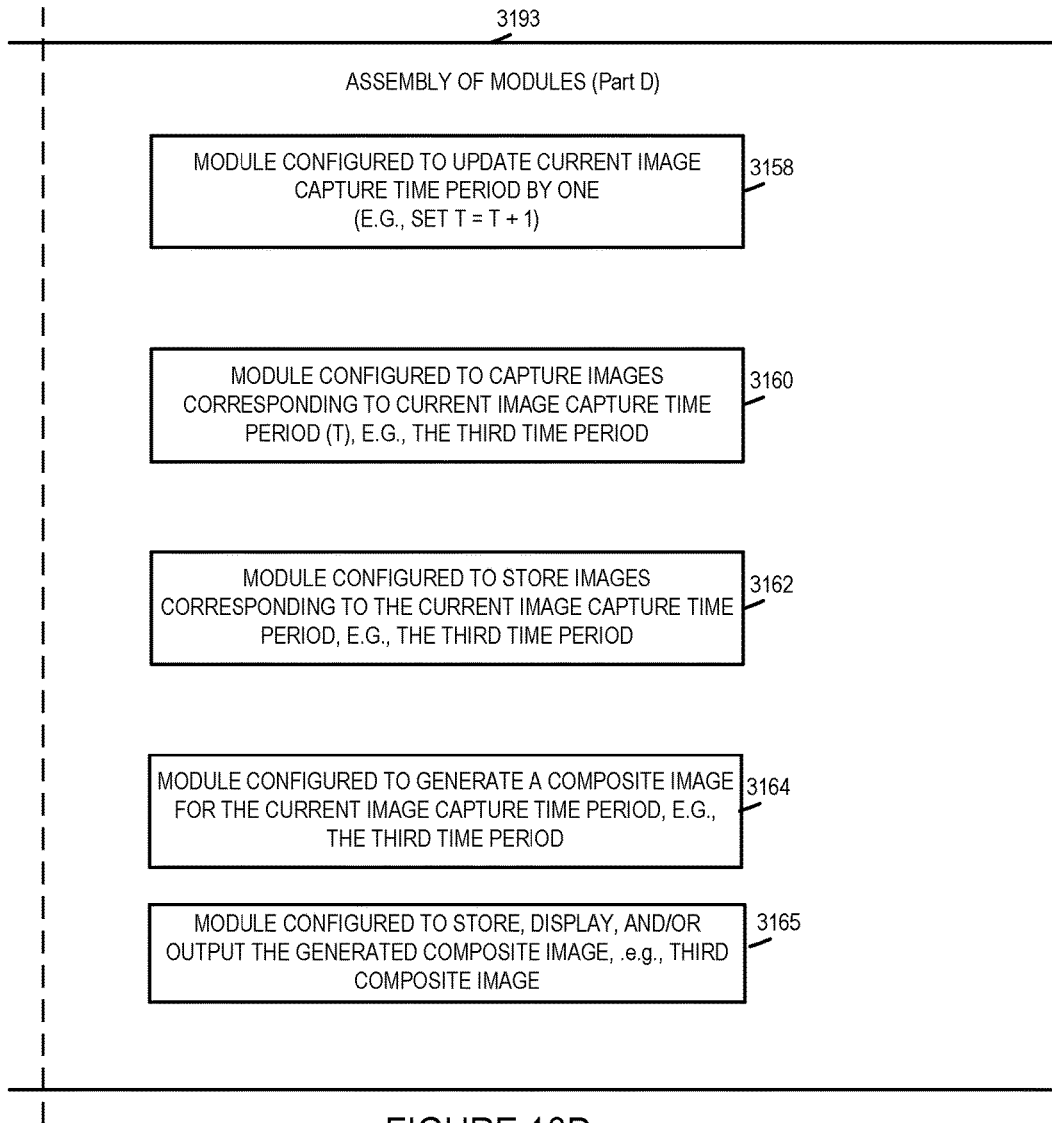 3193
ASSEMBLY OF MODULES (Part D)
MODULE CONFIGURED TO UPDATE CURRENT IMAGE
CAPTURE TIME PERIOD BY ONE
(E.G., SET T = T + 1)
3158
MODULE CONFIGURED TO CAPTURE IMAGES
CORRESPONDING TO CURRENT IMAGE CAPTURE TIME
PERIOD (T), E.G., THE THIRD TIME PERIOD
3160
MODULE CONFIGURED TO STORE IMAGES
CORRESPONDING TO THE CURRENT IMAGE CAPTURE TIME
PERIOD, E.G., THE THIRD TIME PERIOD
3162
MODULE CONFIGURED TO GENERATE A COMPOSITE IMAGE
FOR THE CURRENT IMAGE CAPTURE TIME PERIOD, E.G.,
THE THIRD TIME PERIOD
3164
MODULE CONFIGURED TO STORE, DISPLAY, AND/OR
OUTPUT THE GENERATED COMPOSITE IMAGE, .e.g., THIRD
COMPOSITE IMAGE
3165
FIGURE